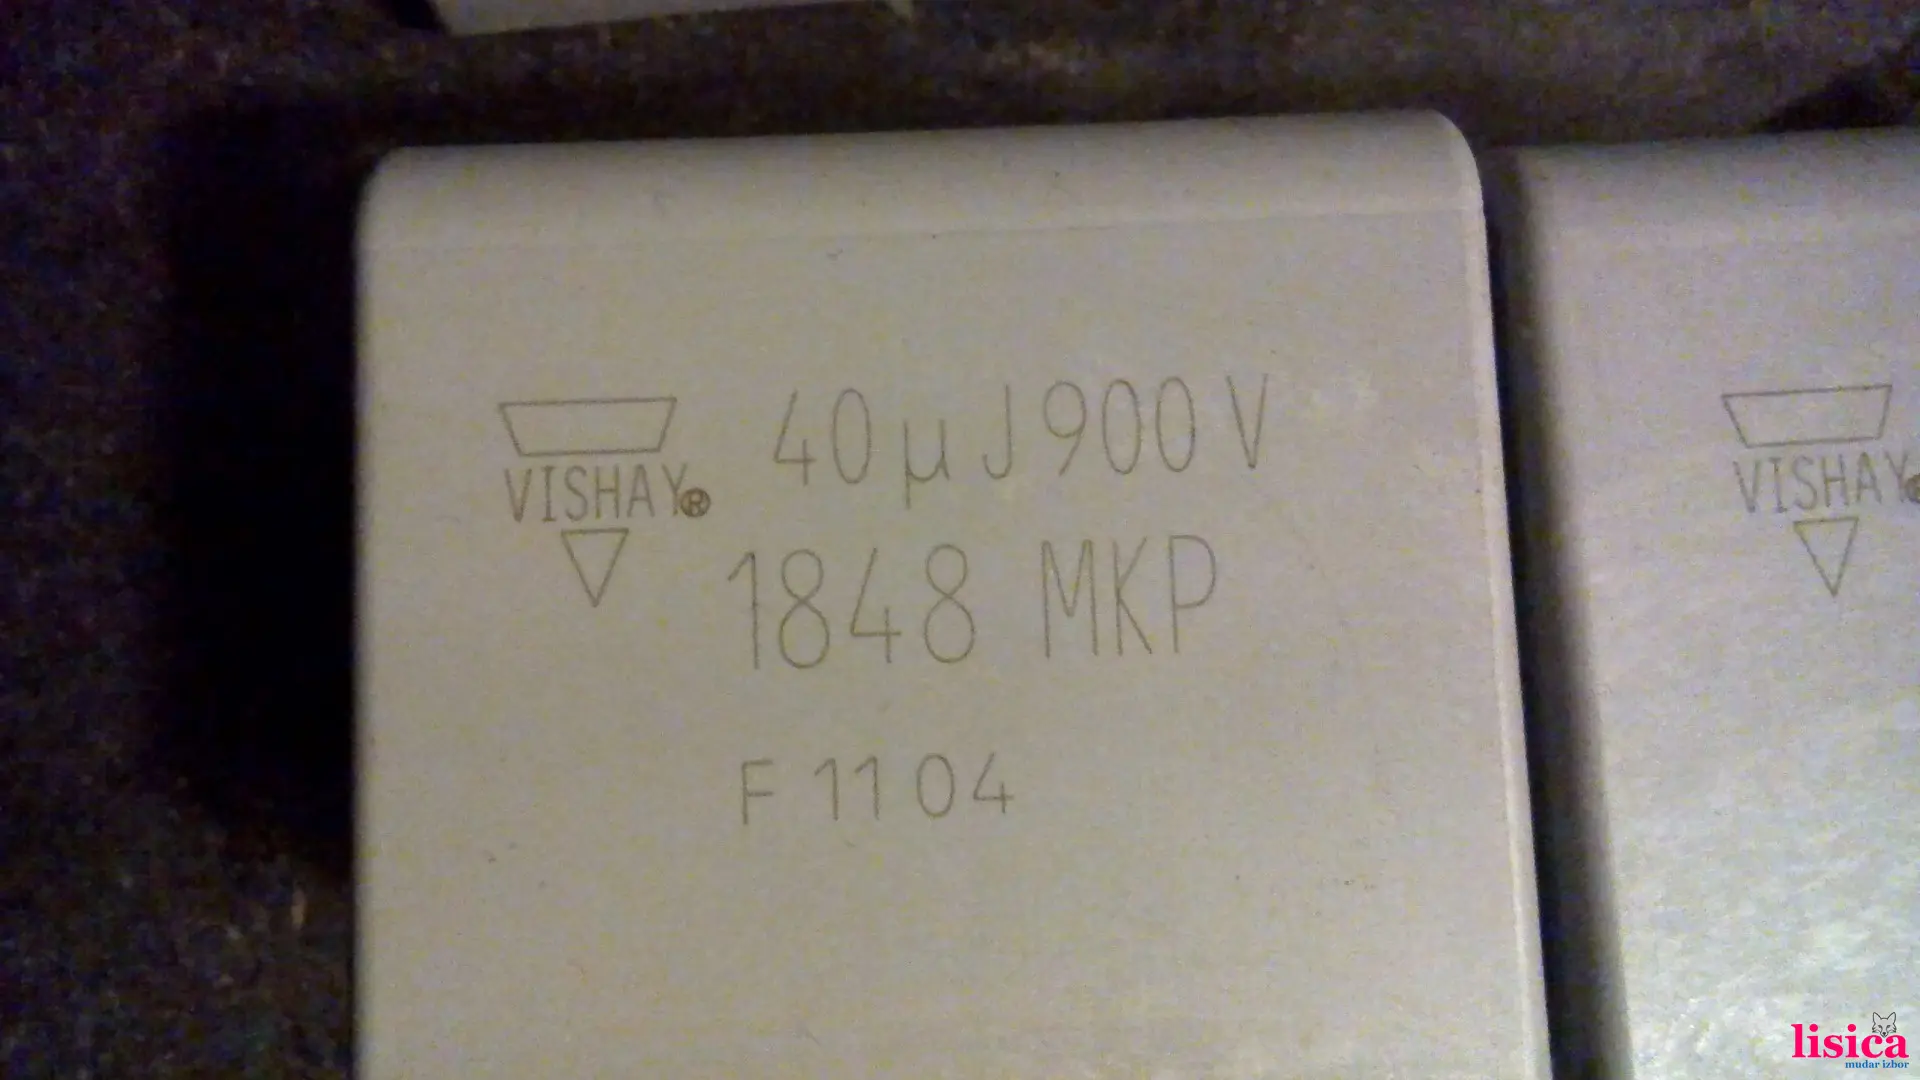 40 µ J 900 V
VISHAY®
1848 MKP
F 11 04
VISHAY
lisica
mudar izbor